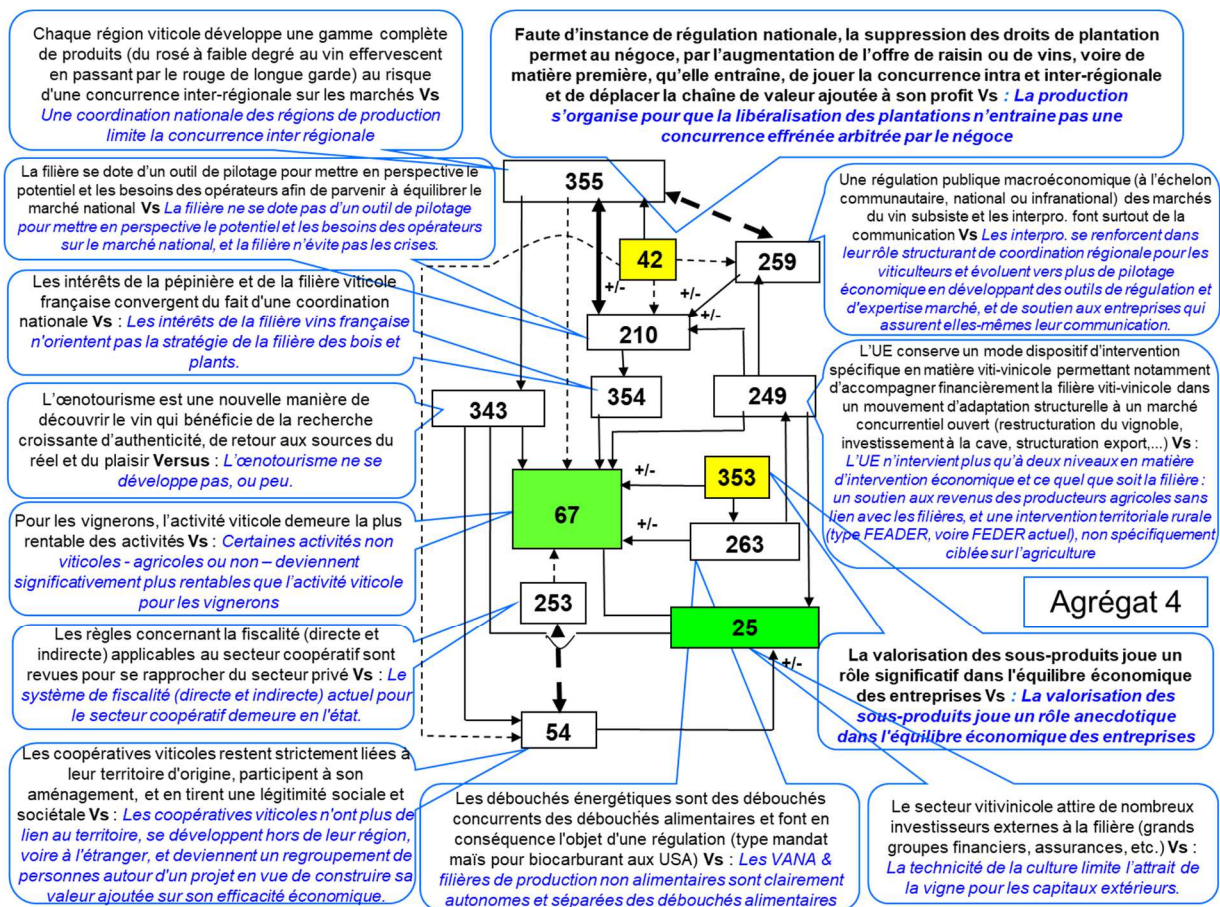 Chaque région viticole développe une gamme complète
de produits (du rosé à faible degré au vin effervescent
en passant par le rouge de longue garde) au risque
d'une concurrence inter-régionale sur les marchés Vs
Une coordination nationale des régions de production
limite la concurrence inter régionale
Faute d'instance de régulation nationale, la suppression des droits de plantation
permet au négoce, par l'augmentation de l'offre de raisin ou de vins, voire de
matière première, qu'elle entraîne, de jouer la concurrence intra et inter-régionale
et de déplacer la chaîne de valeur ajoutée à son profit Vs : La production
s'organise pour que la libéralisation des plantations n'entraine pas une
concurrence effrénée arbitrée par le négoce
La filière se dote d'un outil de pilotage pour mettre en perspective le
potentiel et les besoins des opérateurs afin de parvenir à équilibrer le
marché national Vs La filière ne se dote pas d'un outil de pilotage
pour mettre en perspective le potentiel et les besoins des opérateurs
sur le marché national, et la filière n'évite pas les crises.
Une régulation publique macroéconomique (à l'échelon
communautaire, national ou infranational) des marchés
du vin subsiste et les interpro. font surtout de la
communication Vs Les interpro. se renforcent dans
leur rôle structurant de coordination régionale pour les
viticulteurs et évoluent vers plus de pilotage
économique en développant des outils de régulation et
d'expertise marché, et de soutien aux entreprises qui
assurent elles-mêmes leur communication.
Les intérêts de la pépinière et de la filière viticole
française convergent du fait d'une coordination
nationale Vs : Les intérêts de la filière vins française
n'orientent pas la stratégie de la filière des bois et
plants.
L'œnotourisme est une nouvelle manière de
découvrir le vin qui bénéficie de la recherche
croissante d'authenticité, de retour aux sources du
réel et du plaisir Versus : L'œnotourisme ne se
développe pas, ou peu.
L'UE conserve un mode dispositif d'intervention
spécifique en matière viti-vinicole permettant notamment
d'accompagner financièrement la filière viti-vinicole dans
un mouvement d'adaptation structurelle à un marché
concurrentiel ouvert (restructuration du vignoble,
investissement à la cave, structuration export,...) Vs :
L'UE n'intervient plus qu'à deux niveaux en matière
d'intervention économique et ce quel que soit la filière :
un soutien aux revenus des producteurs agricoles sans
lien avec les filières, et une intervention territoriale rurale
(type FEADER, voire FEDER actuel), non spécifiquement
ciblée sur l'agriculture
Pour les vignerons, l'activité viticole demeure la plus
rentable des activités Vs : Certaines activités non
viticoles - agricoles ou non – deviennent
significativement plus rentables que l'activité viticole
pour les vignerons
Les règles concernant la fiscalité (directe et
indirecte) applicables au secteur coopératif sont
revues pour se rapprocher du secteur privé Vs : Le
système de fiscalité (directe et indirecte) actuel pour
le secteur coopératif demeure en l'état.
Les coopératives viticoles restent strictement liées à
leur territoire d'origine, participent à son
aménagement, et en tirent une légitimité sociale et
sociétale Vs : Les coopératives viticoles n'ont plus de
lien au territoire, se développent hors de leur région,
voire à l'étranger, et deviennent un regroupement de
personnes autour d'un projet en vue de construire sa
valeur ajoutée sur son efficacité économique.
355
42
259
+/-
+/-
+/-
210
343
354
249
+/-
353
67
+/-
263
253
25
+/-
54
Agrégat 4
La valorisation des sous-produits joue un
rôle significatif dans l'équilibre économique
des entreprises Vs : La valorisation des
sous-produits joue un rôle anecdotique
dans l'équilibre économique des entreprises
Les débouchés énergétiques sont des débouchés
concurrents des débouchés alimentaires et font en
conséquence l'objet d'une régulation (type mandat
maïs pour biocarburant aux USA) Vs : Les VANA &
filières de production non alimentaires sont clairement
autonomes et séparées des débouchés alimentaires
Le secteur vitivinicole attire de nombreux
investisseurs externes à la filière (grands
groupes financiers, assurances, etc.) Vs :
La technicité de la culture limite l'attrait de
la vigne pour les capitaux extérieurs.